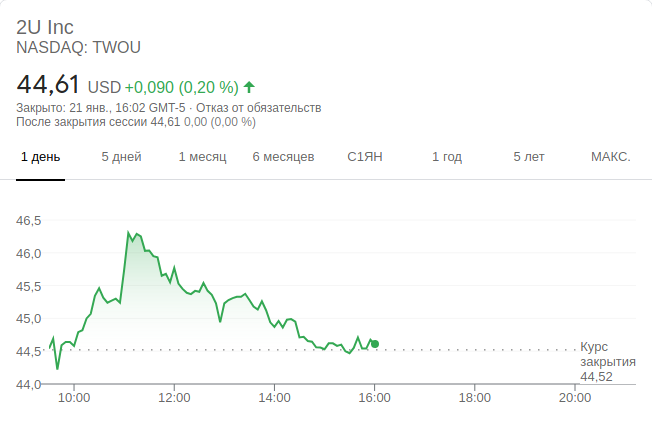 2U Inc
NASDAQ: TWOU
44,61 USD +0,090 (0,20 %)
Закрыто: 21 янв., 16:02 GMT-5 · Отказ от обязательств
После закрытия сессии 44,61 0,00 (0,00 %)
1 день 5 дней 1 месяц 6 месяцев С1ЯН 1 год 5 лет МАКС.
46,5
46,0
45,5
45,0
44,5
Курс
закрытия
44,52
44,0
10:00 12:00 14:00 16:00 18:00 20:00